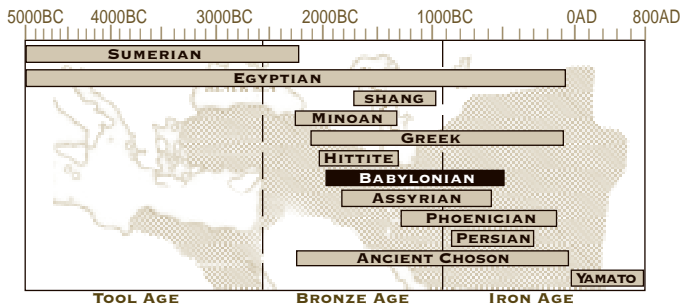 5000BC 4000BC 3000BC 2000BC 1000BC 0AD 800AD
SUMERIAN
EGYPTIAN
SHANG
MINOAN
GREEK
HITTITE
BABYLONIAN
ASSYRIAN
PHOENICIAN
PERSIAN
ANCIENT CHOSON
YAMATO
TOOL AGE BRONZE AGE IRON AGE